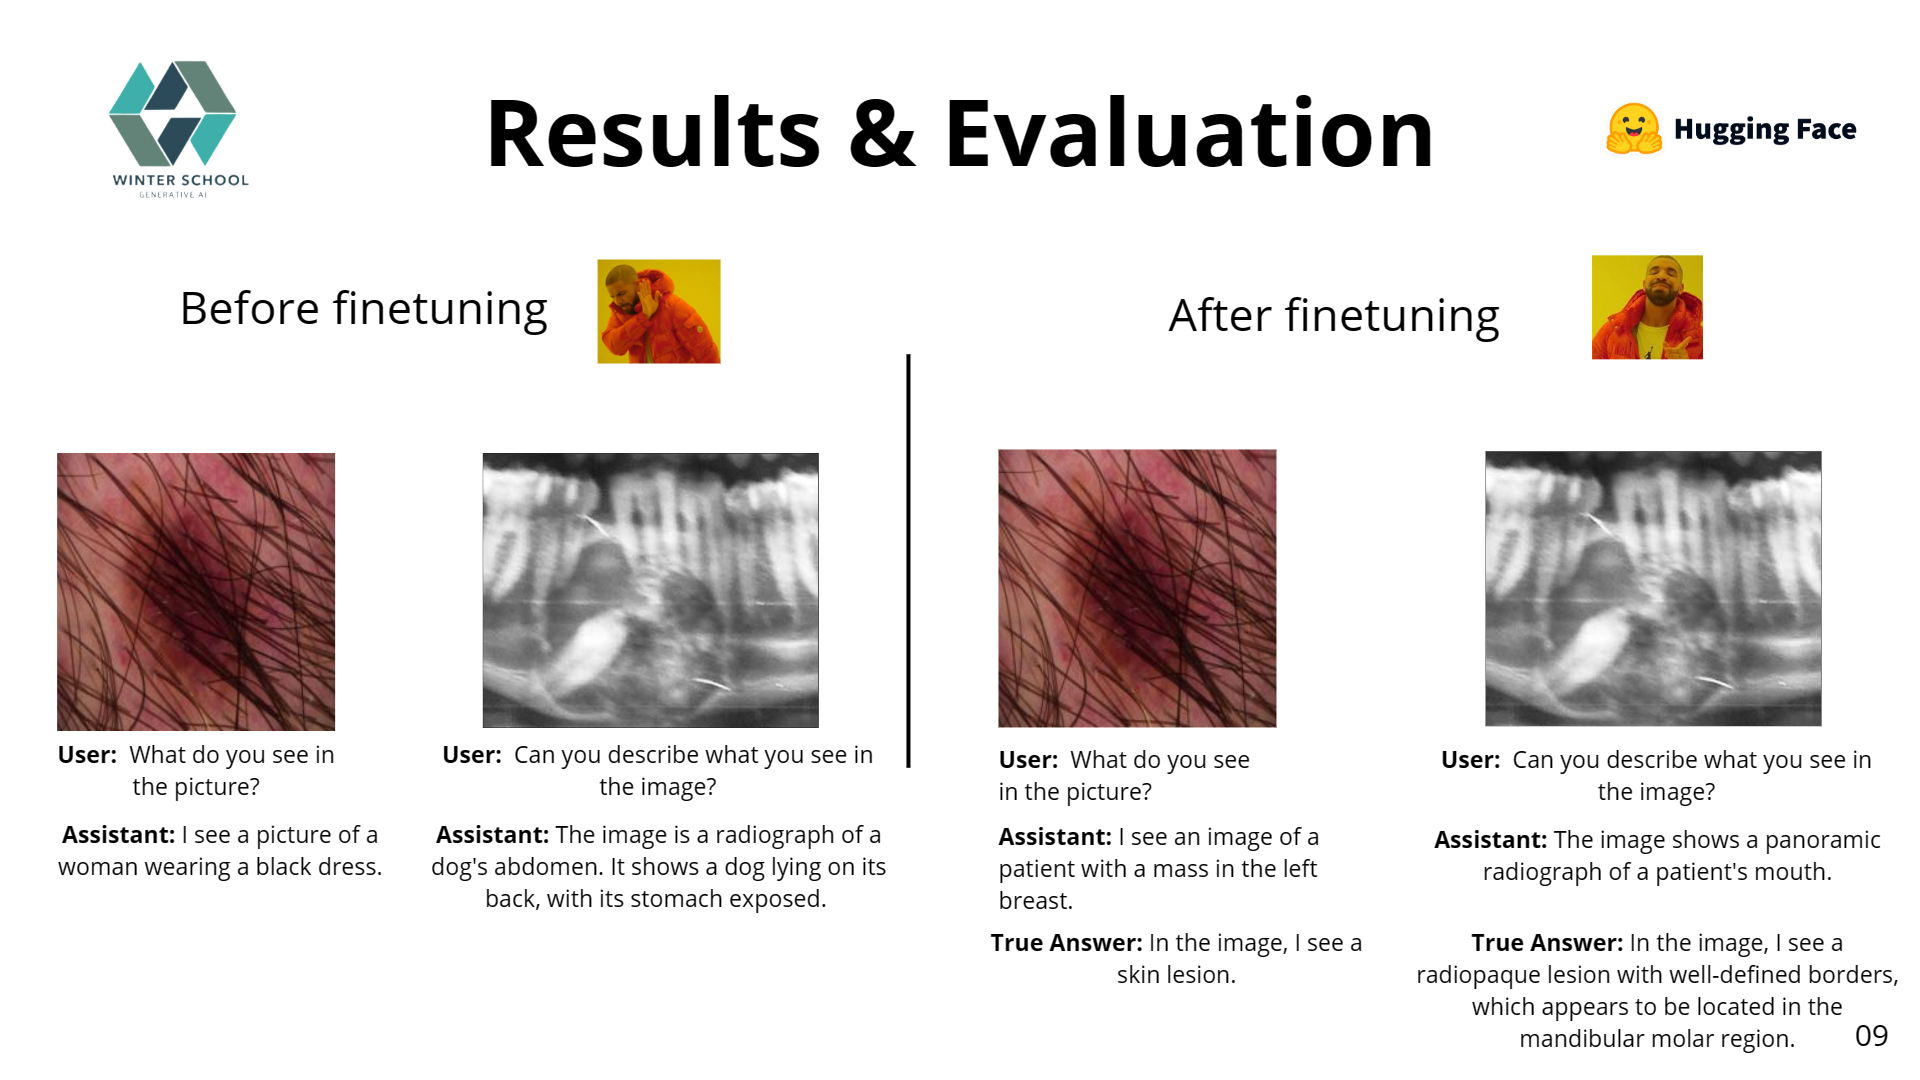 WINTER SCHOOL
GENERATIVE AI
Results & Evaluation
Hugging Face
Before finetuning
After finetuning
User: What do you see in
the picture?
Assistant: I see a picture of a
woman wearing a black dress.
User: Can you describe what you see in
the image?
Assistant: The image is a radiograph of a
dog's abdomen. It shows a dog lying on its
back, with its stomach exposed.
User: What do you see
in the picture?
Assistant: I see an image of a
patient with a mass in the left
breast.
True Answer: In the image, I see a
skin lesion.
User: Can you describe what you see in
the image?
Assistant: The image shows a panoramic
radiograph of a patient's mouth.
True Answer: In the image, I see a
radiopaque lesion with well-defined borders,
which appears to be located in the
mandibular molar region.
09